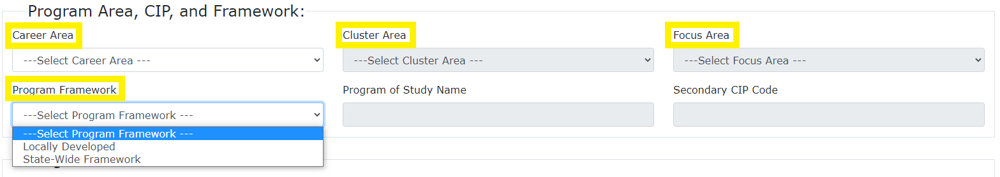 Program Area, CIP, and Framework:
Career Area
Cluster Area
Focus Area
---Select Career Area ---
---Select Cluster Area ---
---Select Focus Area ---
Program Framework
Program of Study Name
Secondary CIP Code
---Select Program Framework ---
---Select Program Framework ---
Locally Developed
State-Wide Framework